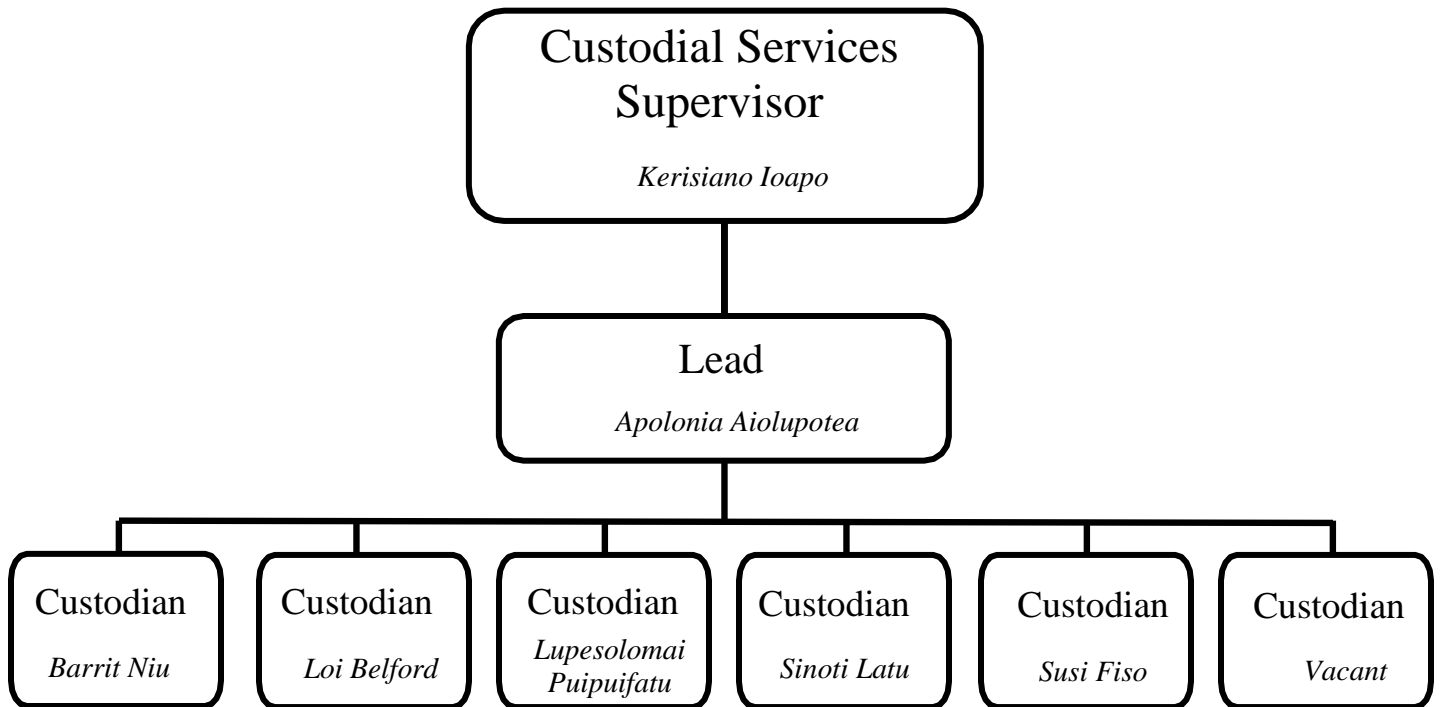 Custodial Services
Supervisor
Kerisiano Ioapo
Lead
Apolonia Aiolupotea
Custodian
Barrit Niu
Custodian
Loi Belford
Custodian
Lupesolomai
Puipuifatu
Custodian
Sinoti Latu
Custodian
Susi Fiso
Custodian
Vacant